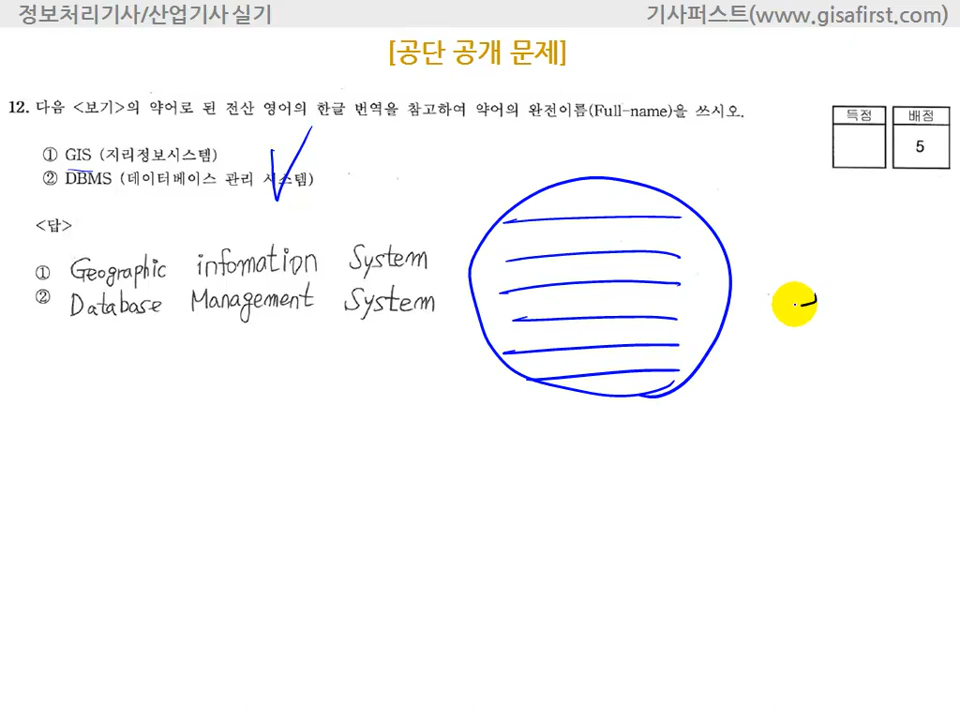 정보처리기사/산업기사 실기
기사퍼스트(www.gisafirst.com)
[공단 공개 문제]
12. 다음 <보기>의 약어로 된 전산 영어의 한글 번역을 참고하여 약어의 완전이름(Full-name)을 쓰시오.
득점 배점
5
① GIS (지리정보시스템)
② DBMS (데이터베이스 관리 시스템)
<답>
① Geographic infomation System
② Database Management System